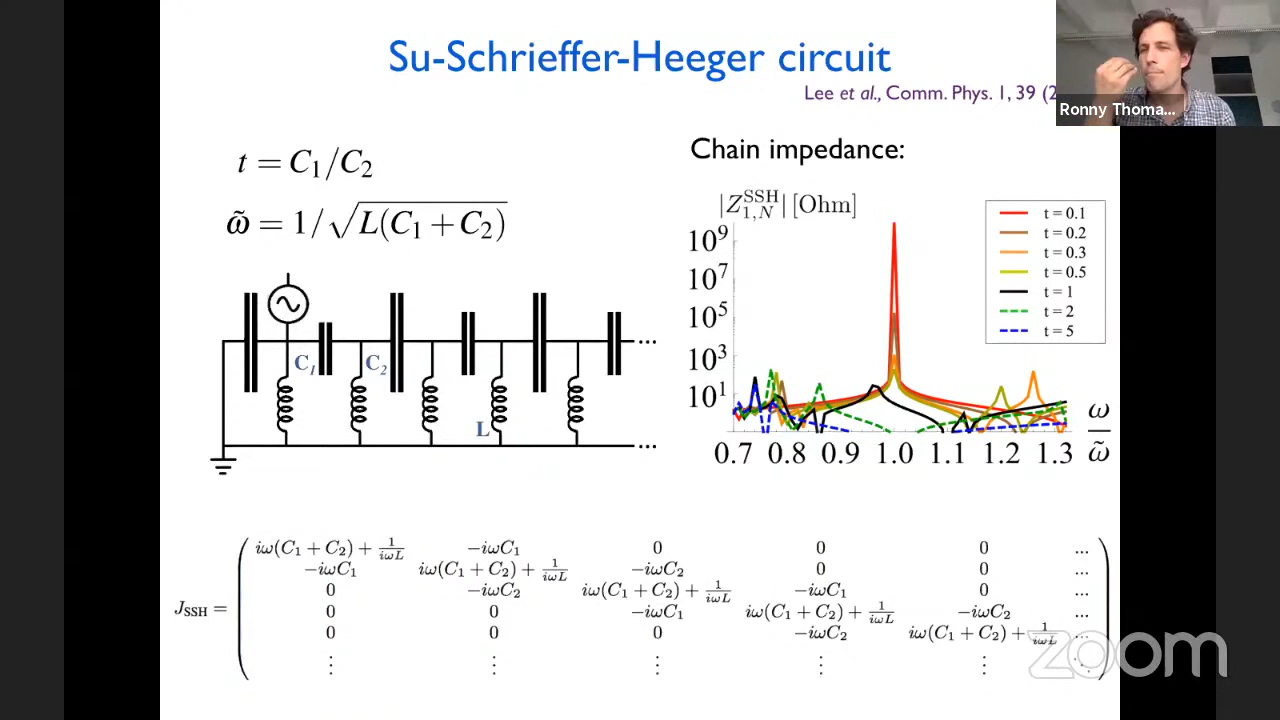 Su-Schrieffer-Heeger circuit
Lee et al., Comm. Phys. 1, 39 (2
Ronny Thoma...
t = C₁/C₂
ω̃ = 1/√L(C₁+C₂)
C₁
C₂
L
...
...
Chain impedance:
|Z₁,ₙ^SSH| [Ohm]
10⁹
10⁷
10⁵
10³
10¹
0.7 0.8 0.9 1.0 1.1 1.2 1.3
ω/ω̃
t = 0.1
t = 0.2
t = 0.3
t = 0.5
t = 1
t = 2
t = 5
J_SSH =
iω(C₁ + C₂) + 1/iωL −iωC₁ 0 0 0 ...
−iωC₁ iω(C₁ + C₂) + 1/iωL −iωC₂ 0 0 ...
0 −iωC₂ iω(C₁ + C₂) + 1/iωL −iωC₁ 0 ...
0 0 −iωC₁ iω(C₁ + C₂) + 1/iωL −iωC₂ ...
0 0 0 −iωC₂ iω(C₁ + C₂) + 1/iωL ...
⋮ ⋮ ⋮ ⋮ ⋮ ⋱
zoom